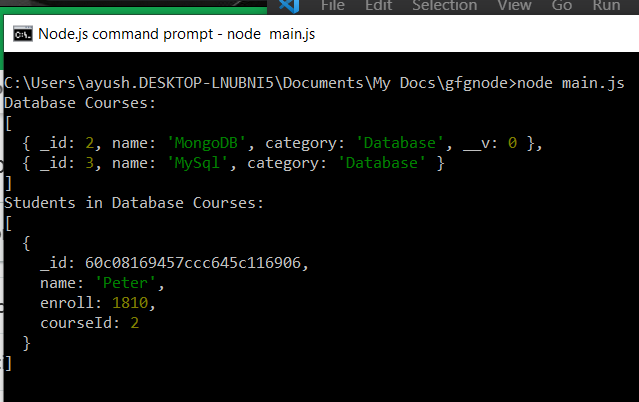 File Edit Selection View Go Run
Node.js command prompt - node main.js
C:\Users\ayush.DESKTOP-LNUBNI5\Documents\My Docs\gfgnode>node main.js
Database Courses:
[
  { _id: 2, name: 'MongoDB', category: 'Database', __v: 0 },
  { _id: 3, name: 'MySql', category: 'Database' }
]
Students in Database Courses:
[
  {
    _id: 60c08169457ccc645c116906,
    name: 'Peter',
    enroll: 1810,
    courseId: 2
  }
]